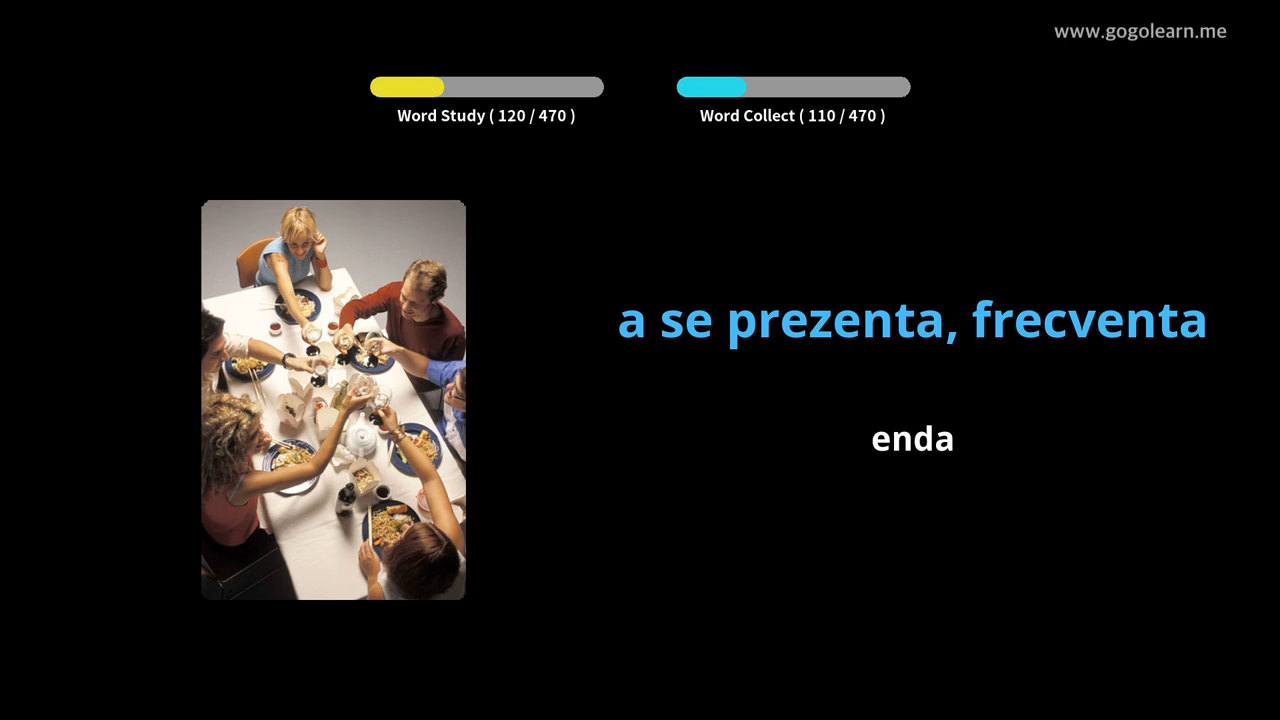 www.gogolearn.me
Word Study ( 120 / 470 )
Word Collect ( 110 / 470 )
a se prezenta, frecventa
enda